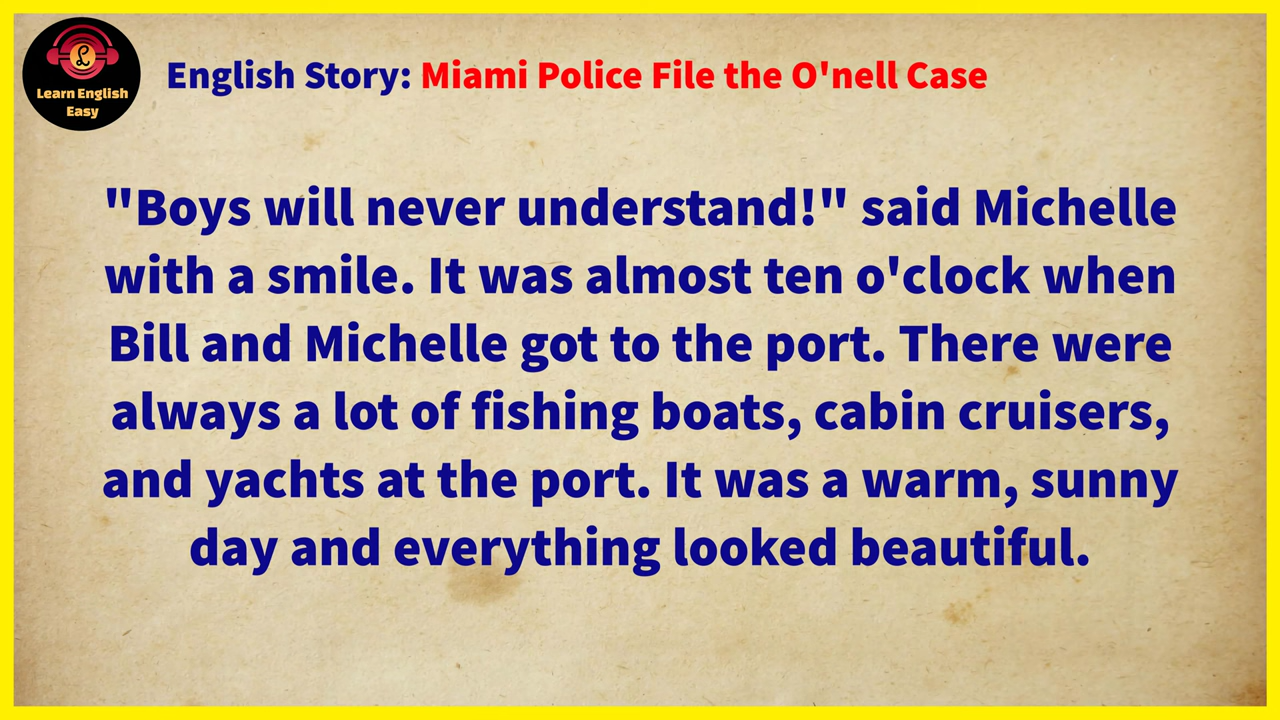 Learn English
Easy
English Story: Miami Police File the O'nell Case
"Boys will never understand!" said Michelle
with a smile. It was almost ten o'clock when
Bill and Michelle got to the port. There were
always a lot of fishing boats, cabin cruisers,
and yachts at the port. It was a warm, sunny
day and everything looked beautiful.